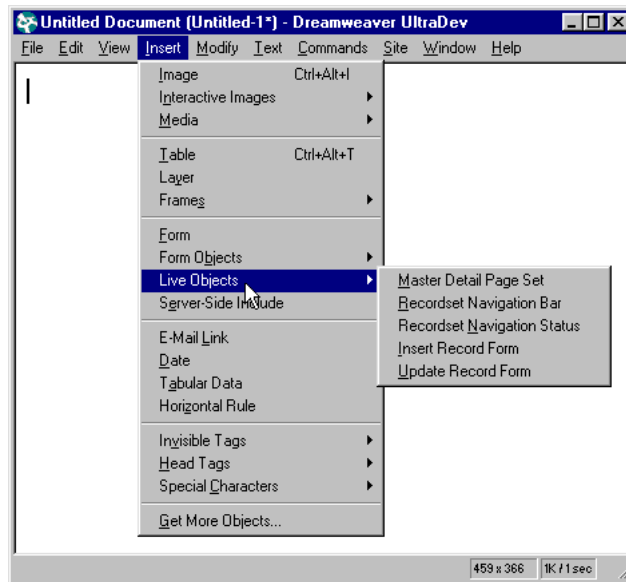 Untitled Document (Untitled-1*) - Dreamweaver UltraDev
File Edit View Insert Modify Text Commands Site Window Help
Image Ctrl+Alt+I
Interactive Images
Media
Table Ctrl+Alt+T
Layer
Frames
Form
Form Objects
Live Objects
Server-Side Include
E-Mail Link
Date
Tabular Data
Horizontal Rule
Invisible Tags
Head Tags
Special Characters
Get More Objects...
Master Detail Page Set
Recordset Navigation Bar
Recordset Navigation Status
Insert Record Form
Update Record Form
459 x 366 1K / 1 sec